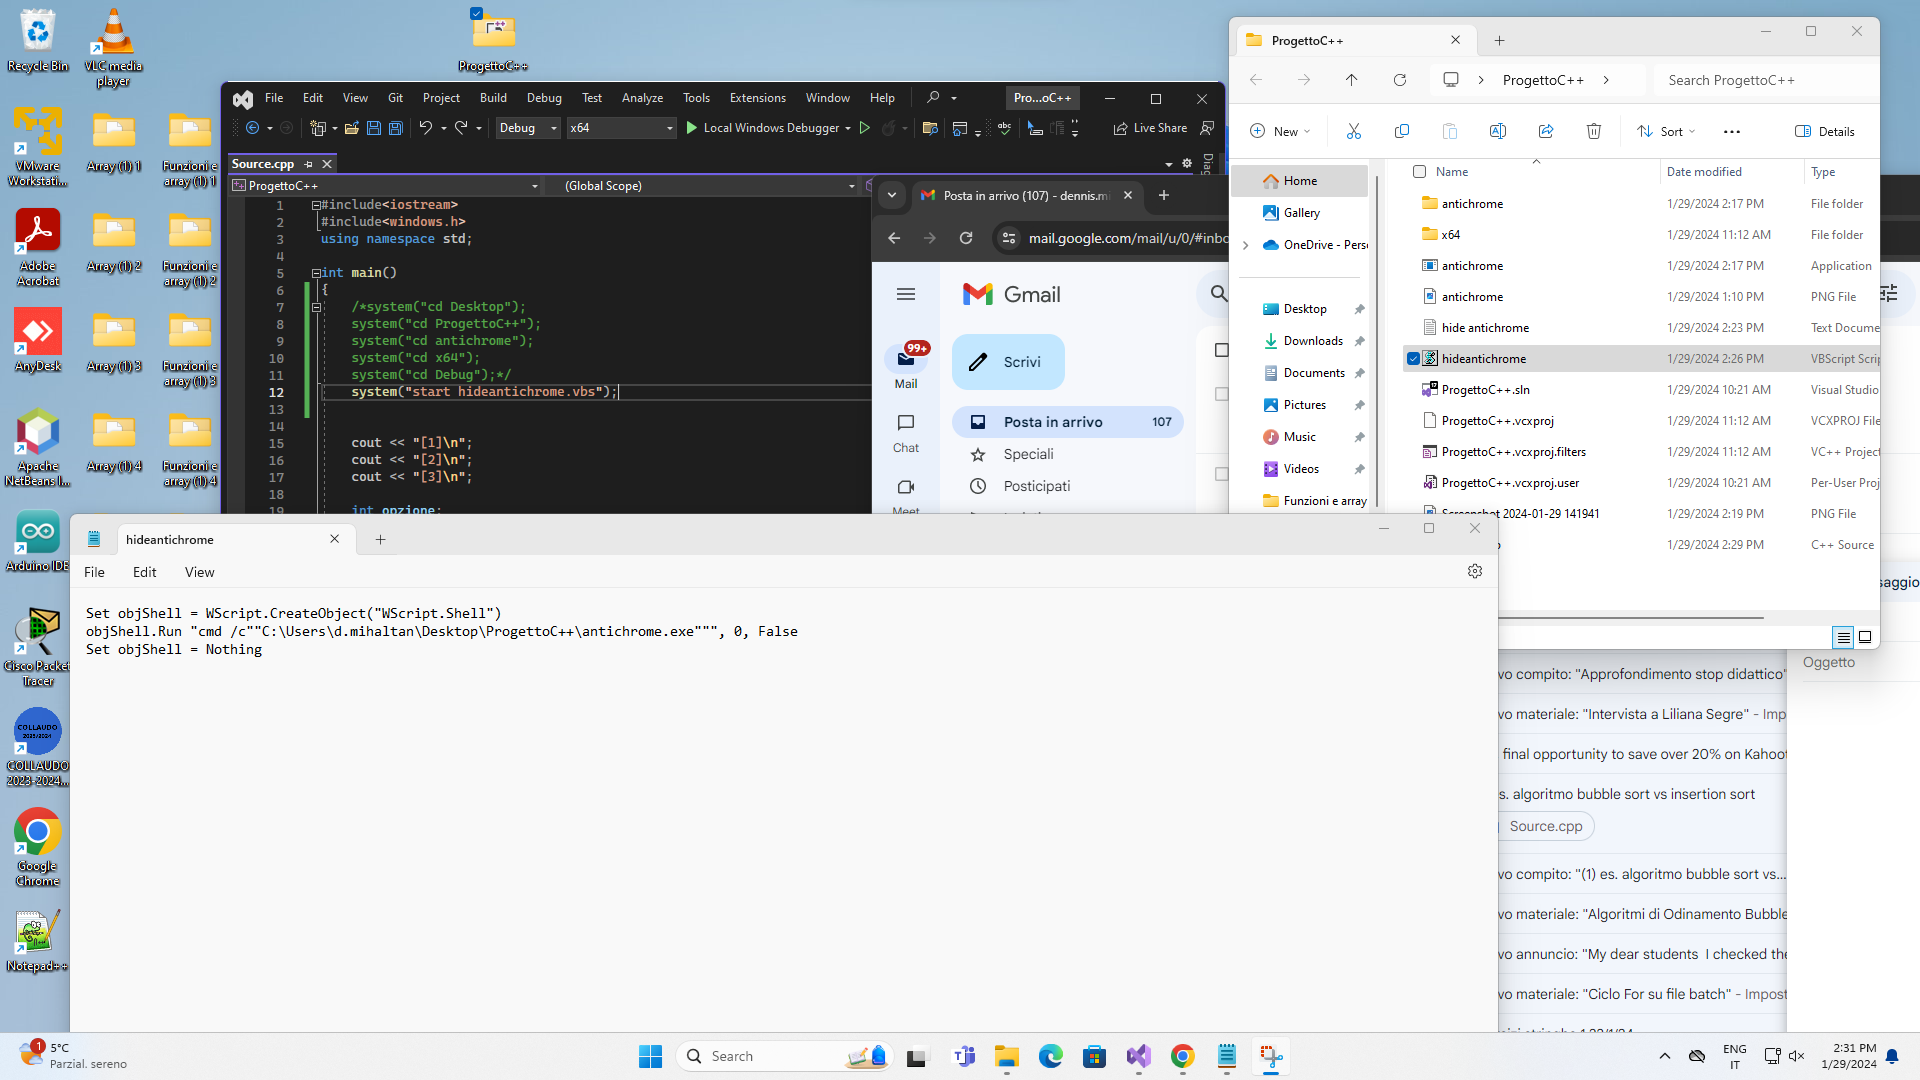 Recycle Bin
VLC media player
ProgettoC++
VMware Workstati...
Array (1) 1
Funzioni e array (1) 1
Adobe Acrobat
Array (1) 2
Funzioni e array (1) 2
AnyDesk
Array (1) 3
Funzioni e array (1) 3
Apache NetBeans I...
Array (1) 4
Funzioni e array (1) 4
Arduino IDE
Cisco Packet Tracer
COLLAUDO 2023/2024
COLLAUDO 2023-2024...
Google Chrome
Notepad++
File Edit View Git Project Build Debug Test Analyze Tools Extensions Window Help
Pro...oC++
Debug x64 Local Windows Debugger Live Share
Source.cpp
Diag
ProgettoC++ (Global Scope)
1 #include<iostream>
2 #include<windows.h>
3 using namespace std;
4
5 int main()
6 {
7 /*system("cd Desktop");
8 system("cd ProgettoC++");
9 system("cd antichrome");
10 system("cd x64");
11 system("cd Debug");*/
12 system("start hideantichrome.vbs");
13
14
15 cout << "[1]\n";
16 cout << "[2]\n";
17 cout << "[3]\n";
18
19 int opzione;
Posta in arrivo (107) - dennis.mi
mail.google.com/mail/u/0/#inbo
Gmail
99+
Mail
Chat
Meet
Scrivi
Posta in arrivo 107
Speciali
Posticipati
ProgettoC++
ProgettoC++
Search ProgettoC++
New Sort Details
Home
Gallery
OneDrive - Perso
Desktop
Downloads
Documents
Pictures
Music
Videos
Funzioni e array
Name Date modified Type
antichrome 1/29/2024 2:17 PM File folder
x64 1/29/2024 11:12 AM File folder
antichrome 1/29/2024 2:17 PM Application
antichrome 1/29/2024 1:10 PM PNG File
hide antichrome 1/29/2024 2:23 PM Text Docume
hideantichrome 1/29/2024 2:26 PM VBScript Scrip
ProgettoC++.sln 1/29/2024 10:21 AM Visual Studio
ProgettoC++.vcxproj 1/29/2024 11:12 AM VCXPROJ File
ProgettoC++.vcxproj.filters 1/29/2024 11:12 AM VC++ Project
ProgettoC++.vcxproj.user 1/29/2024 10:21 AM Per-User Proj
Screenshot 2024-01-29 141941 1/29/2024 2:19 PM PNG File
1/29/2024 2:29 PM C++ Source
hideantichrome
File Edit View
Set objShell = WScript.CreateObject("WScript.Shell")
objShell.Run "cmd /c""C:\Users\d.mihaltan\Desktop\ProgettoC++\antichrome.exe""", 0, False
Set objShell = Nothing
saggio
Oggetto
vo compito: "Approfondimento stop didattico"
vo materiale: "Intervista a Liliana Segre" - Imp
final opportunity to save over 20% on Kahoot
s. algoritmo bubble sort vs insertion sort
Source.cpp
vo compito: "(1) es. algoritmo bubble sort vs...
vo materiale: "Algoritmi di Odinamento Bubble
vo annuncio: "My dear students I checked the
vo materiale: "Ciclo For su file batch" - Impost
1
5°C
Parzial. sereno
Search
ENG
IT
2:31 PM
1/29/2024